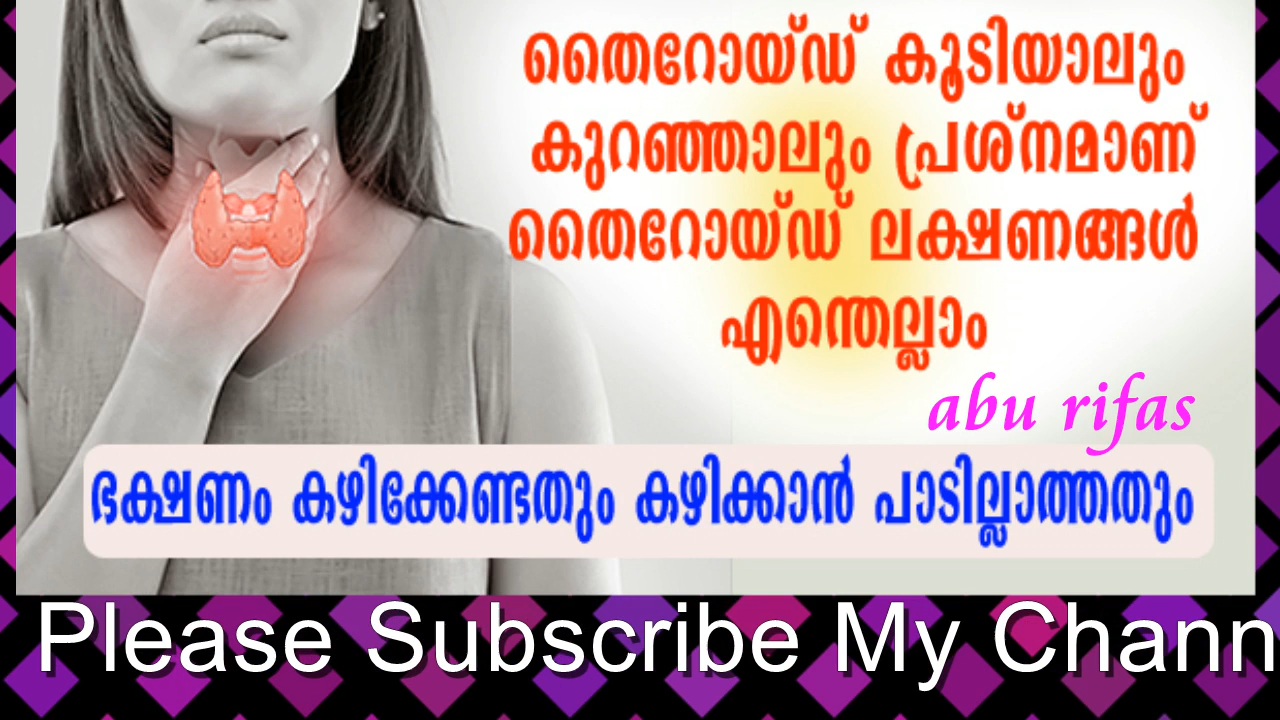 തൈറോയ്ഡ് കൂടിയാലും
കുറഞ്ഞാലും പ്രശ്നമാണ്
തൈറോയ്ഡ് ലക്ഷണങ്ങൾ
എന്തെല്ലാം
abu rifas
ഭക്ഷണം കഴിക്കേണ്ടതും കഴിക്കാൻ പാടില്ലാത്തതും
Please Subscribe My Chann